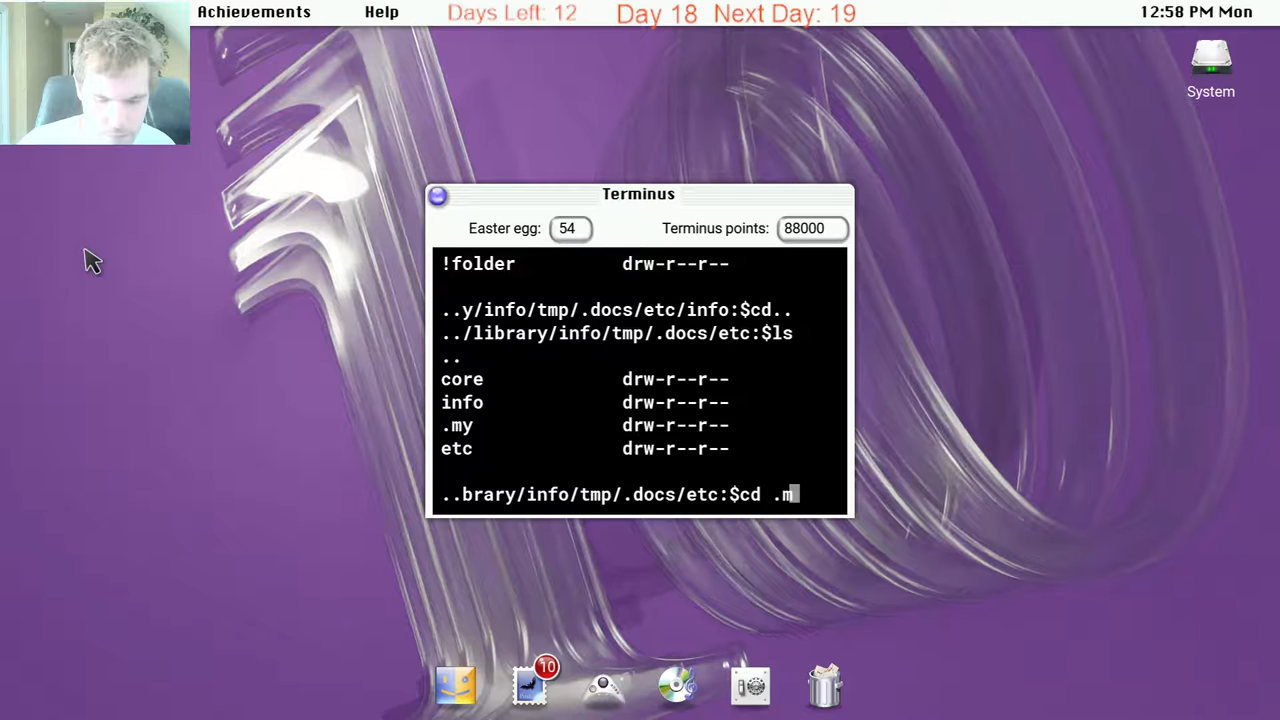 Achievements Help Days Left: 12 Day 18 Next Day: 19 12:58 PM Mon
System
Terminus
Easter egg: 54 Terminus points: 88000
!folder drw-r--r--
..y/info/tmp/.docs/etc/info:$cd..
../library/info/tmp/.docs/etc:$ls
..
core drw-r--r--
info drw-r--r--
.my drw-r--r--
etc drw-r--r--
..brary/info/tmp/.docs/etc:$cd .m
10